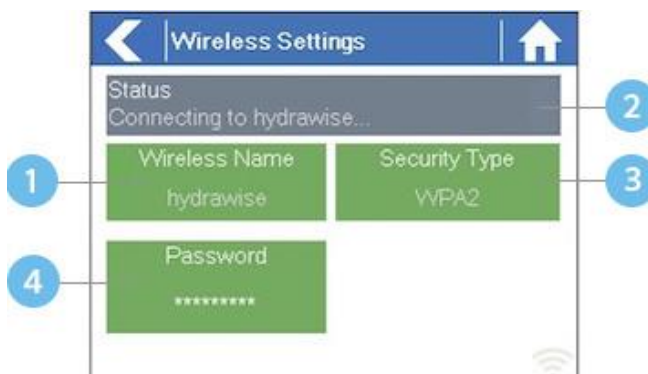 Wireless Settings
Status
Connecting to hydrawise...
2
Wireless Name
Security Type
1
hydrawise
WPA2
3
Password
4
*********